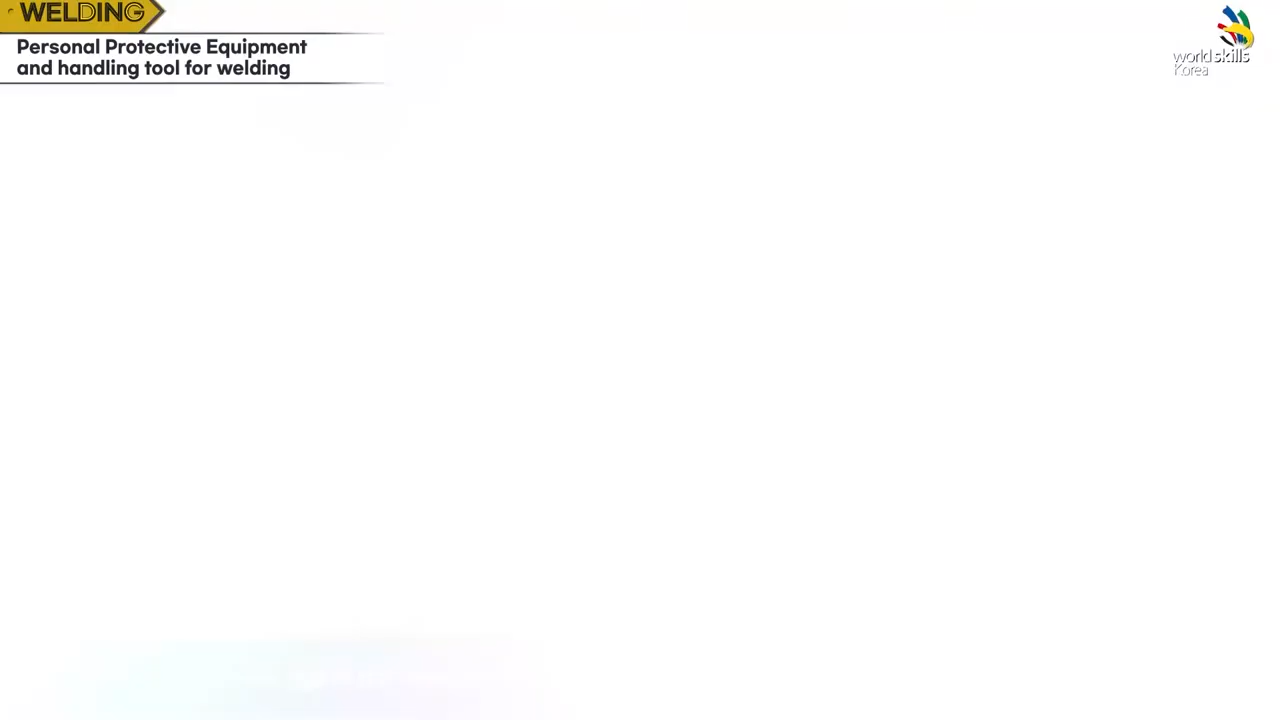 WELDING
Personal Protective Equipment
and handling tool for welding
world skills
Korea